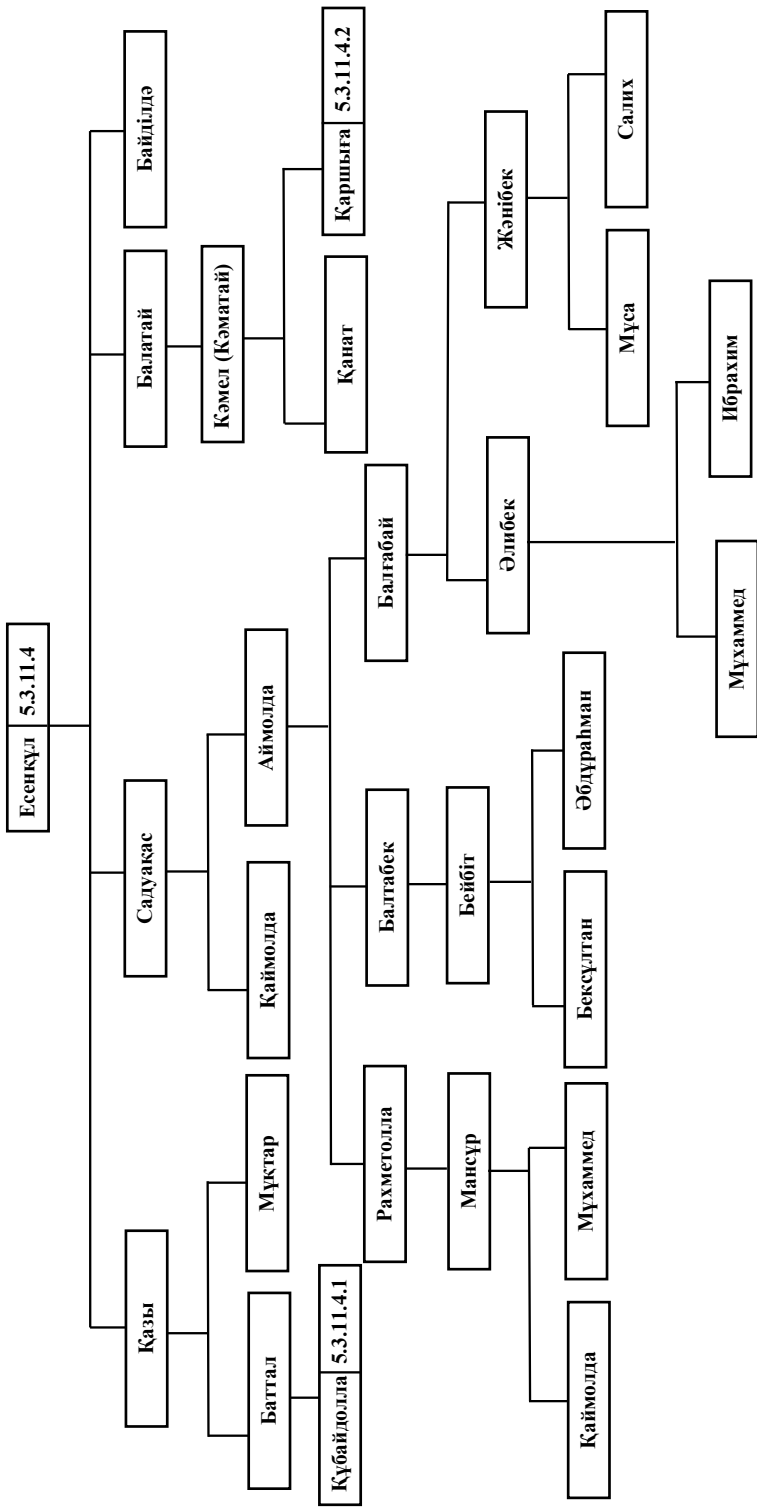 Есенқұл 5.3.11.4
Қазы
Садуақас
Балатай
Байділдә
Баттал
Мұқтар
Қаймолда
Аймолда
Кәмел (Кәматай)
Құбайдолла 5.3.11.4.1
Рахметолла
Балтабек
Балғабай
Қанат
Қаршыға 5.3.11.4.2
Мансұр
Бейбіт
Әлибек
Жәнібек
Қаймолда
Мұхаммед
Бексұлтан
Әбдұраһман
Мұса
Салих
Мұхаммед
Ибрахим